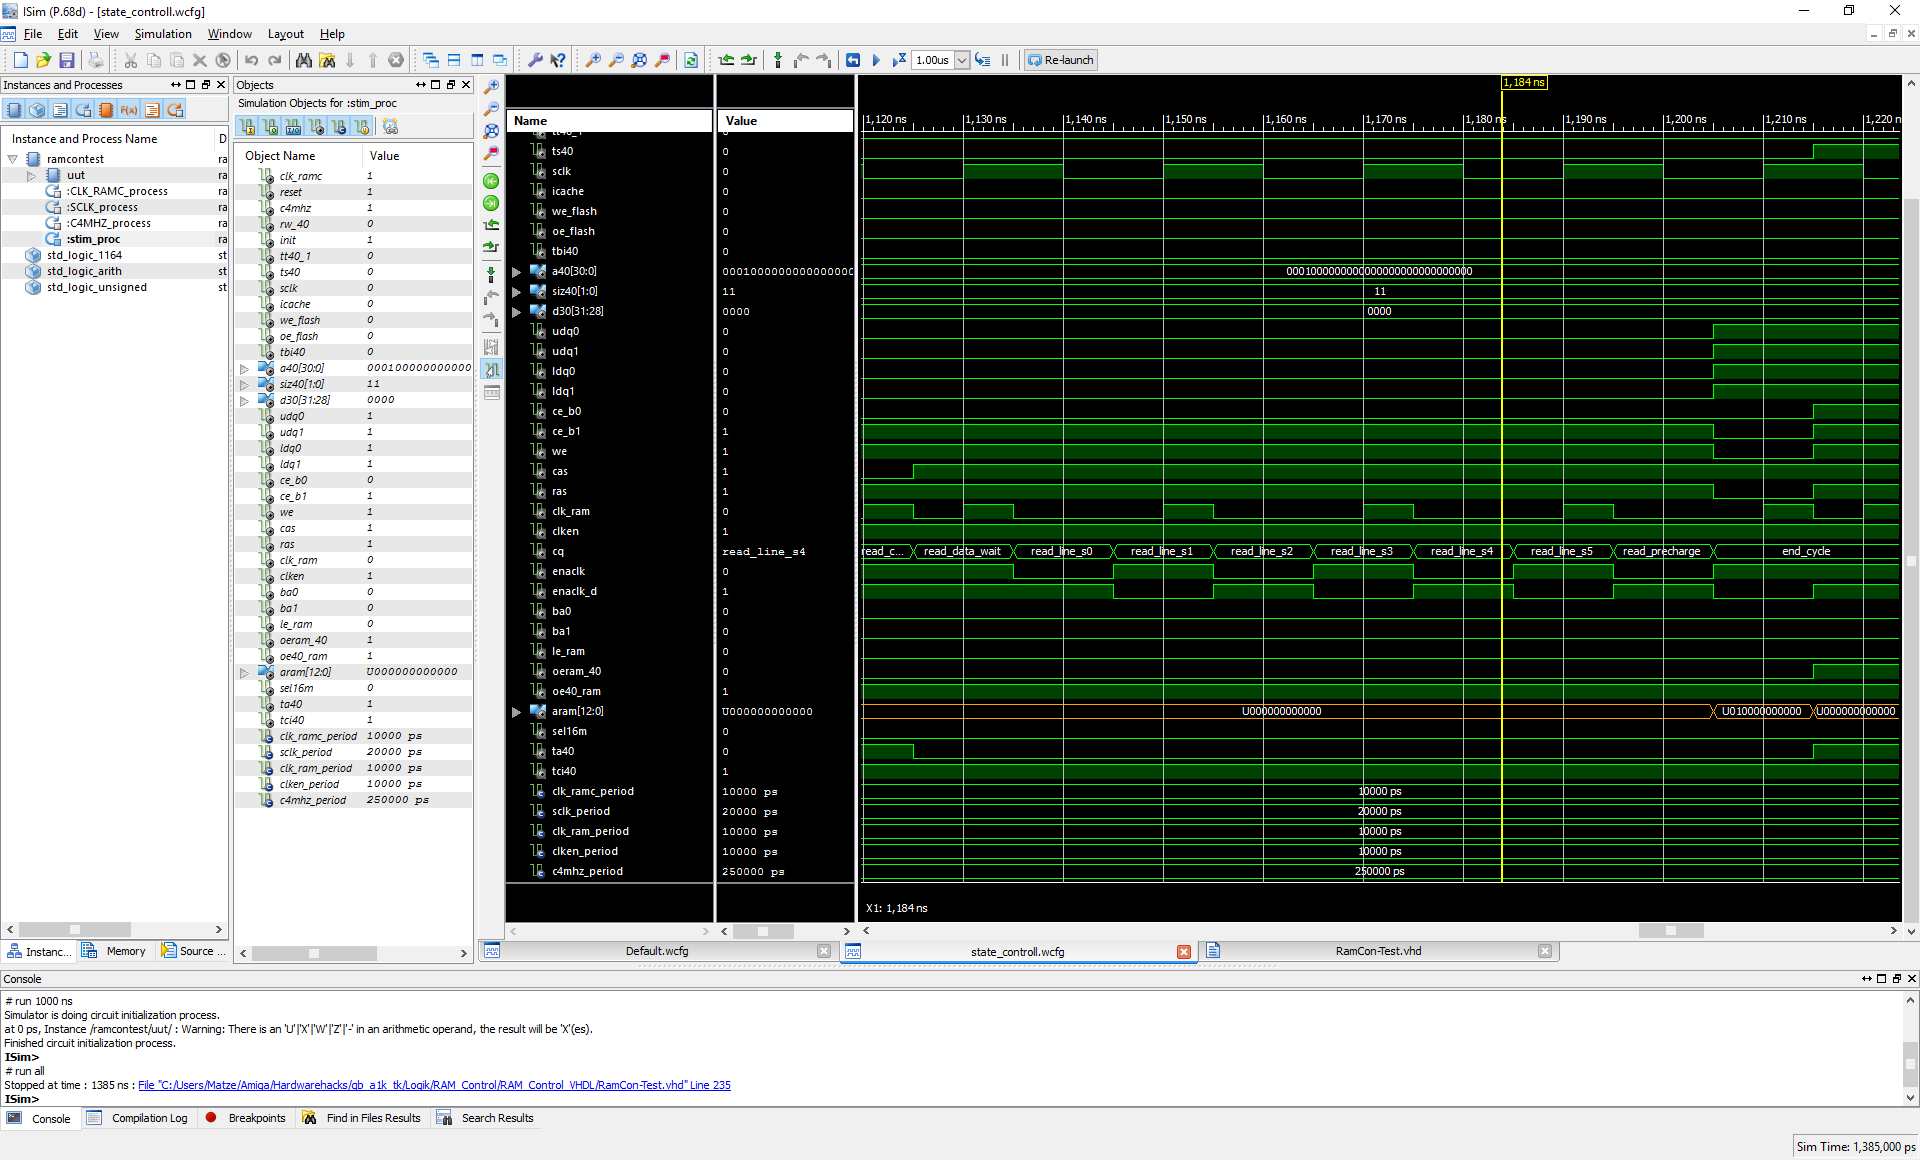 ISim (P.68d) - [state_controll.wcfg]
File Edit View Simulation Window Layout Help
1.00us Re-launch
Instances and Processes
Instance and Process Name D
ramcontest ra
uut ra
:CLK_RAMC_process ra
:SCLK_process ra
:C4MHZ_process ra
:stim_proc ra
std_logic_1164 st
std_logic_arith st
std_logic_unsigned st
Instanc... Memory Source ...
Objects
Simulation Objects for :stim_proc
Object Name Value
clk_ramc 1
reset 1
c4mhz 1
rw_40 0
init 1
tt40_1 0
ts40 0
sclk 0
icache 0
we_flash 0
oe_flash 0
tbi40 0
a40[30:0] 000100000000000
siz40[1:0] 11
d30[31:28] 0000
udq0 1
udq1 1
ldq0 1
ldq1 1
ce_b0 0
ce_b1 1
we 1
cas 1
ras 1
clk_ram 0
clken 1
ba0 0
ba1 0
le_ram 0
oeram_40 1
oe40_ram 1
aram[12:0] U000000000000
sel16m 0
ta40 1
tci40 1
clk_ramc_period 10000 ps
sclk_period 20000 ps
clk_ram_period 10000 ps
clken_period 10000 ps
c4mhz_period 250000 ps
1,184 ns
Name Value
1,120 ns 1,130 ns 1,140 ns 1,150 ns 1,160 ns 1,170 ns 1,180 ns 1,190 ns 1,200 ns 1,210 ns 1,220 n
tt40_1 0
ts40 0
sclk 0
icache 0
we_flash 0
oe_flash 0
tbi40 0
a40[30:0] 0001000000000000000 0001000000000000000000000000000
siz40[1:0] 11 11
d30[31:28] 0000 0000
udq0 0
udq1 0
ldq0 0
ldq1 0
ce_b0 0
ce_b1 1
we 1
cas 1
ras 1
clk_ram 0
clken 1
cq read_line_s4 read_c... read_data_wait read_line_s0 read_line_s1 read_line_s2 read_line_s3 read_line_s4 read_line_s5 read_precharge end_cycle
enaclk 0
enaclk_d 1
ba0 0
ba1 0
le_ram 0
oeram_40 0
oe40_ram 1
aram[12:0] U000000000000 U000000000000 U010000000000 U000000000000
sel16m 0
ta40 0
tci40 1
clk_ramc_period 10000 ps 10000 ps
sclk_period 20000 ps 20000 ps
clk_ram_period 10000 ps 10000 ps
clken_period 10000 ps 10000 ps
c4mhz_period 250000 ps 250000 ps
X1: 1,184 ns
Default.wcfg state_controll.wcfg RamCon-Test.vhd
Console
# run 1000 ns
Simulator is doing circuit initialization process.
at 0 ps, Instance /ramcontest/uut/ : Warning: There is an 'U'|'X'|'W'|'Z'|'-' in an arithmetic operand, the result will be 'X'(es).
Finished circuit initialization process.
ISim>
# run all
Stopped at time : 1385 ns : File "C:/Users/Matze/Amiga/Hardwarehacks/gb_a1k_tk/Logik/RAM_Control/RAM_Control_VHDL/RamCon-Test.vhd" Line 235
ISim>
Console Compilation Log Breakpoints Find in Files Results Search Results
Sim Time: 1,385,000 ps